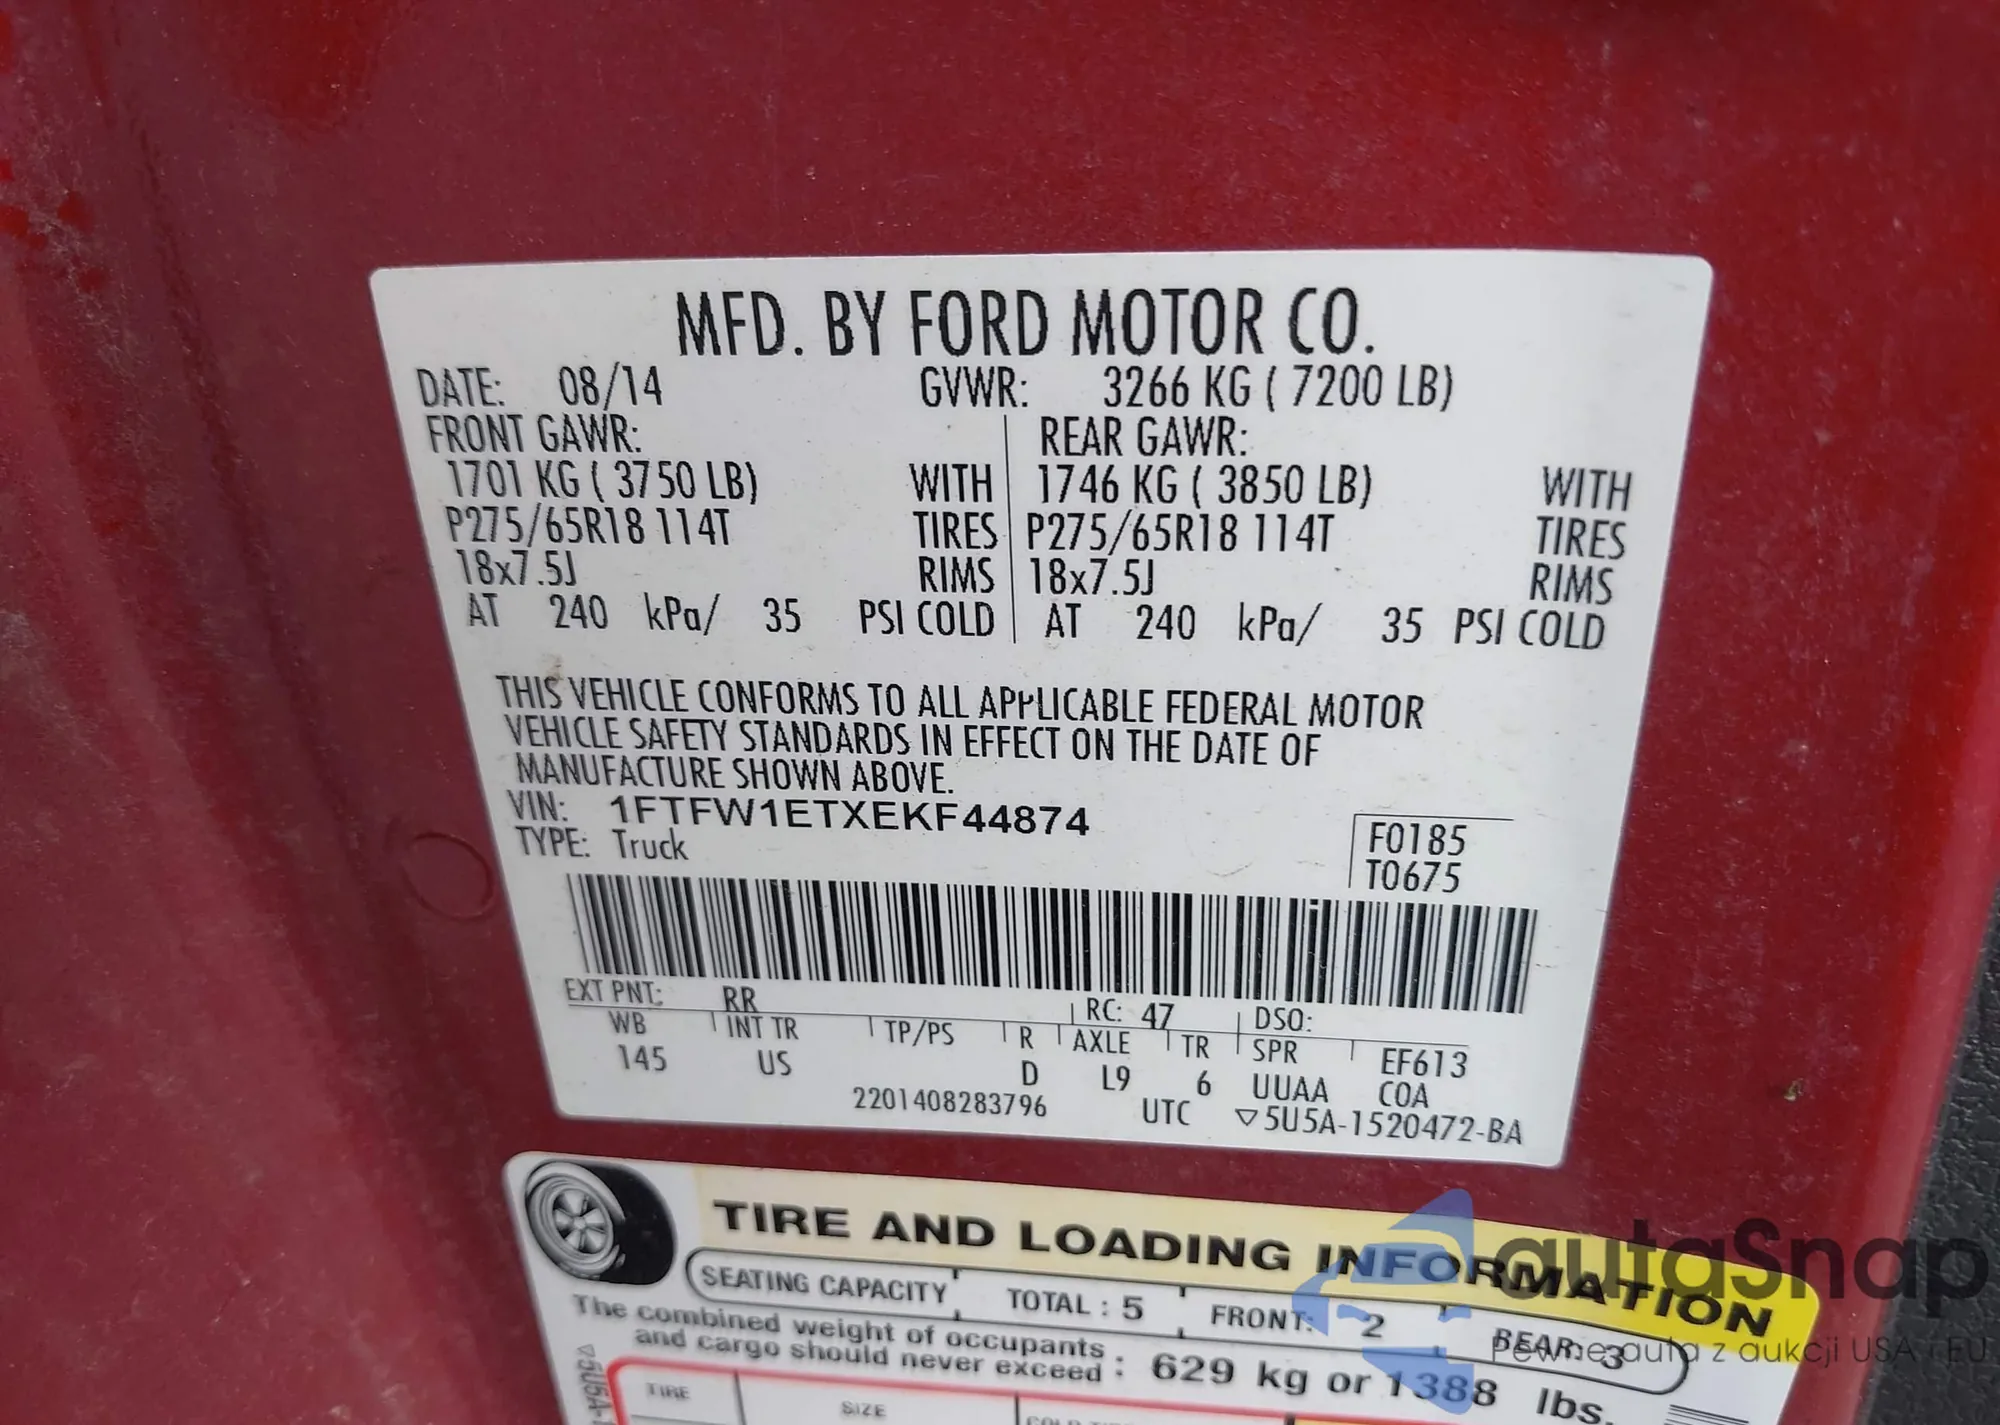 MFD. BY FORD MOTOR CO.
DATE: 08/14 GVWR: 3266 KG ( 7200 LB)
FRONT GAWR: REAR GAWR:
1701 KG ( 3750 LB) WITH 1746 KG ( 3850 LB) WITH
P275/65R18 114T TIRES P275/65R18 114T TIRES
18x7.5J RIMS 18x7.5J RIMS
AT 240 kPa/ 35 PSI COLD AT 240 kPa/ 35 PSI COLD
THIS VEHICLE CONFORMS TO ALL APPLICABLE FEDERAL MOTOR
VEHICLE SAFETY STANDARDS IN EFFECT ON THE DATE OF
MANUFACTURE SHOWN ABOVE.
VIN: 1FTFW1ETXEKF44874
TYPE: Truck
F0185
T0675
EXT PNT: RR RC: 47 DSO:
WB INT TR TP/PS R AXLE TR SPR EF613
145 US D L9 6 UUAA COA
2201408283796 UTC ▽5U5A-1520472-BA
TIRE AND LOADING INFORMATION
SEATING CAPACITY TOTAL : 5 FRONT: 2 REAR: 3
The combined weight of occupants
and cargo should never exceed : 629 kg or 1388 lbs.
TIRE SIZE
▽5U5A-
autaSnap
Pewne auta z aukcji USA i EU